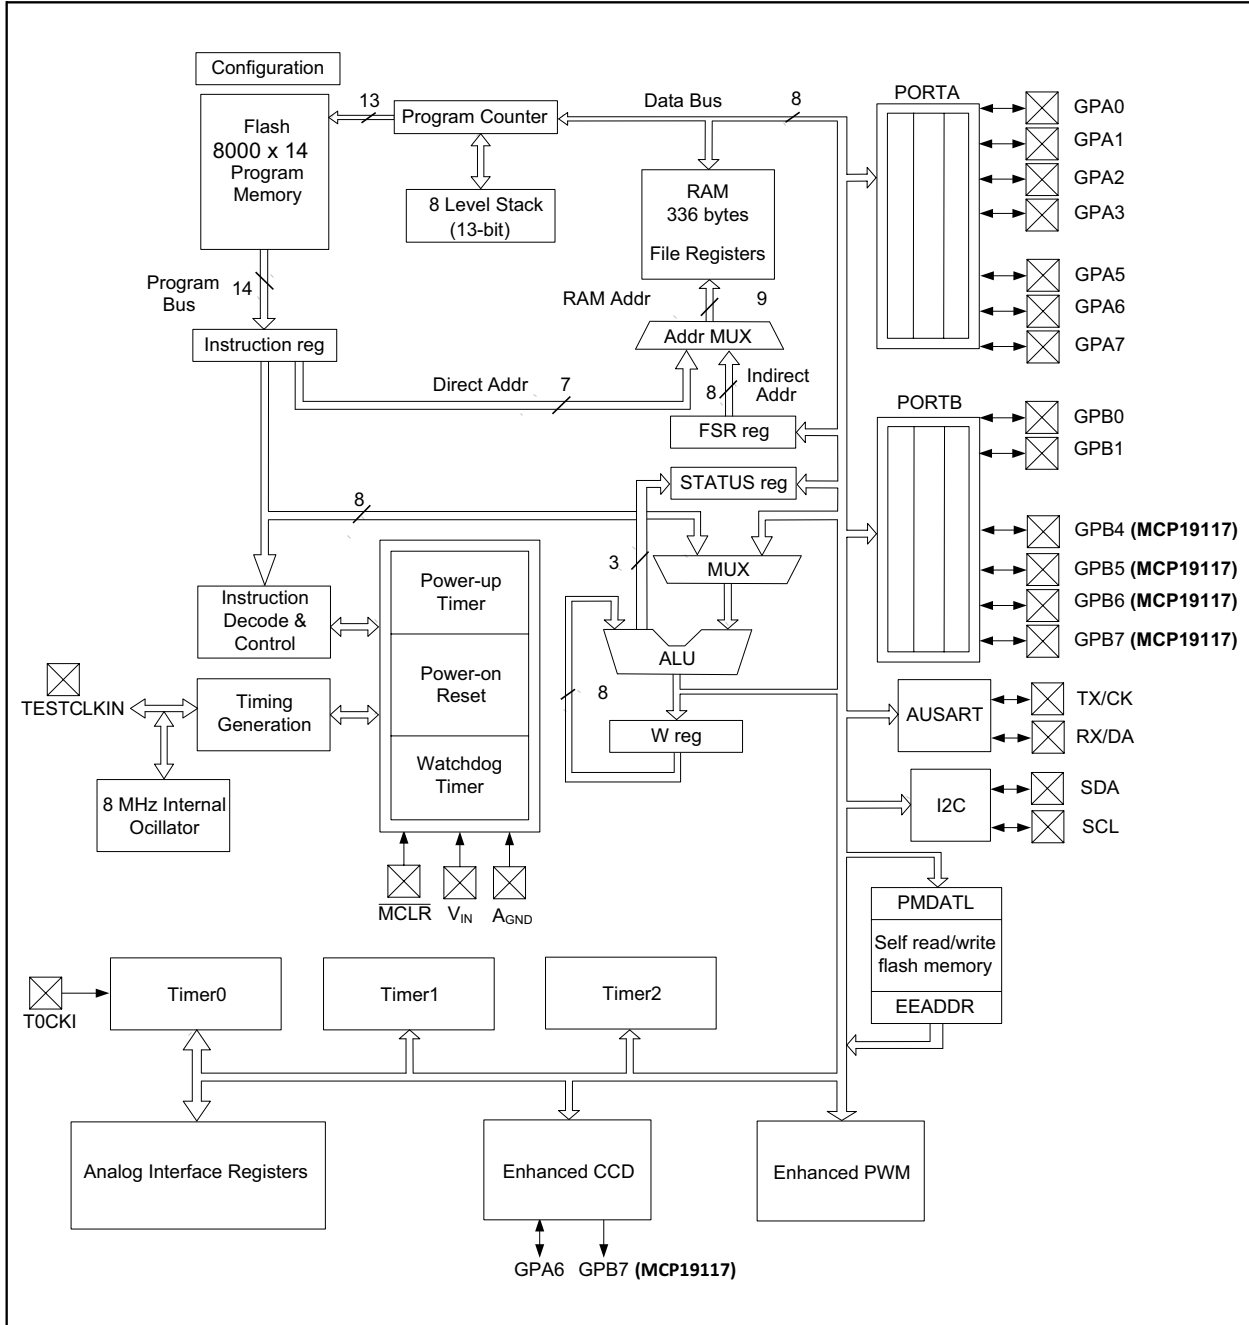 Configuration
Flash
8000 x 14
Program
Memory
13
Program Counter
8 Level Stack
(13-bit)
Data Bus
8
RAM
336 bytes
File Registers
RAM Addr
9
Addr MUX
Program
Bus
14
Instruction reg
Direct Addr
7
8
Indirect
Addr
FSR reg
STATUS reg
8
3
MUX
ALU
8
W reg
Instruction
Decode &
Control
Power-up
Timer
Power-on
Reset
Watchdog
Timer
TESTCLKIN
Timing
Generation
8 MHz Internal
Ocillator
MCLR
VIN
AGND
PORTA
GPA0
GPA1
GPA2
GPA3
GPA5
GPA6
GPA7
PORTB
GPB0
GPB1
GPB4 (MCP19117)
GPB5 (MCP19117)
GPB6 (MCP19117)
GPB7 (MCP19117)
AUSART
TX/CK
RX/DA
I2C
SDA
SCL
PMDATL
Self read/write
flash memory
EEADDR
T0CKI
Timer0
Timer1
Timer2
Analog Interface Registers
Enhanced CCD
Enhanced PWM
GPA6
GPB7 (MCP19117)